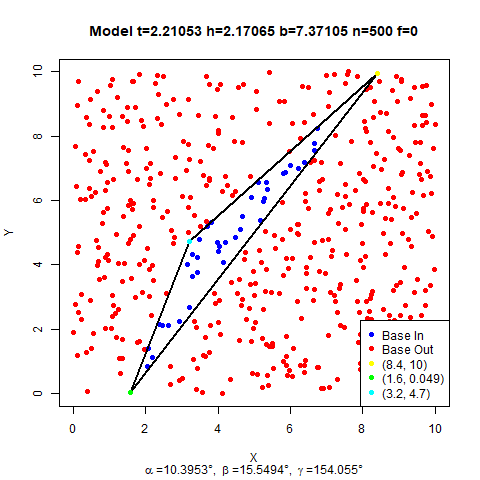 Model t=2.21053 h=2.17065 b=7.37105 n=500 f=0
10
8
6
4
2
0
Y
Base In
Base Out
(8.4, 10)
(1.6, 0.049)
(3.2, 4.7)
0 2 4 6 8 10
X
α=10.3953°, β=15.5494°, γ=154.055°